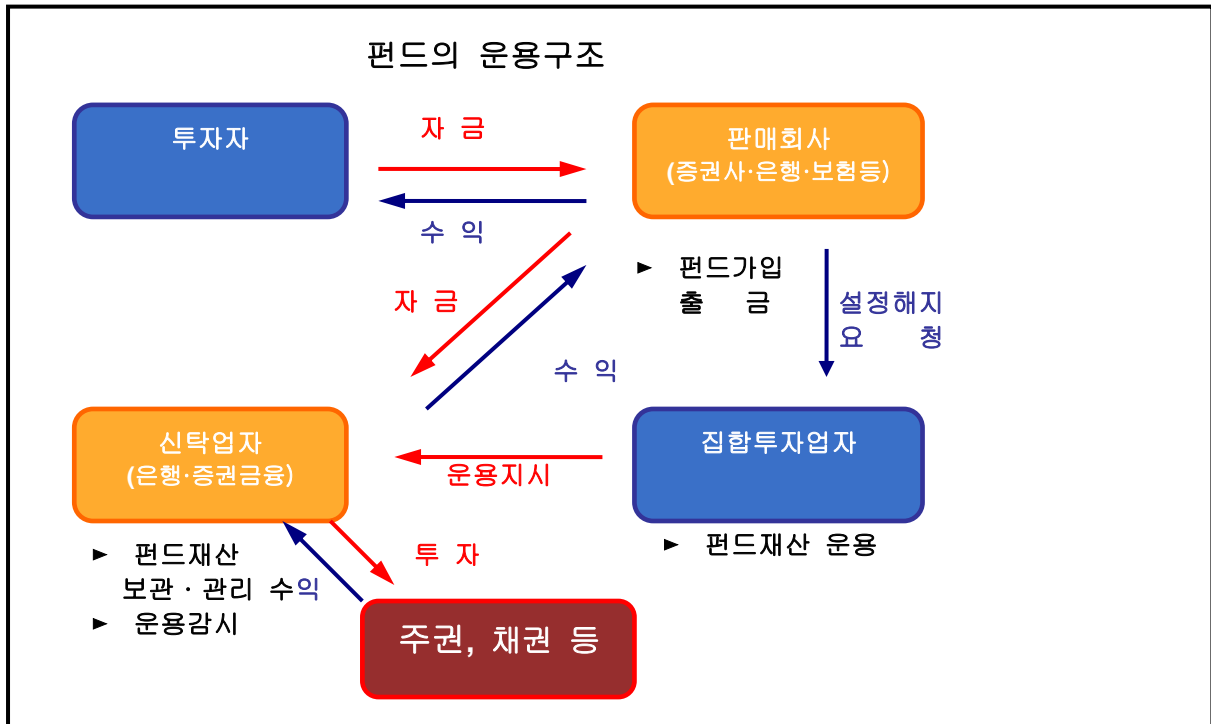 펀드의 운용구조
투자자
자 금
판매회사
(증권사·은행·보험등)
수 익
► 펀드가입
출 금
자 금
설정해지
요 청
수 익
신탁업자
(은행·증권금융)
집합투자업자
운용지시
► 펀드재산 운용
► 펀드재산
보관 · 관리 수익
► 운용감시
투 자
주권, 채권 등